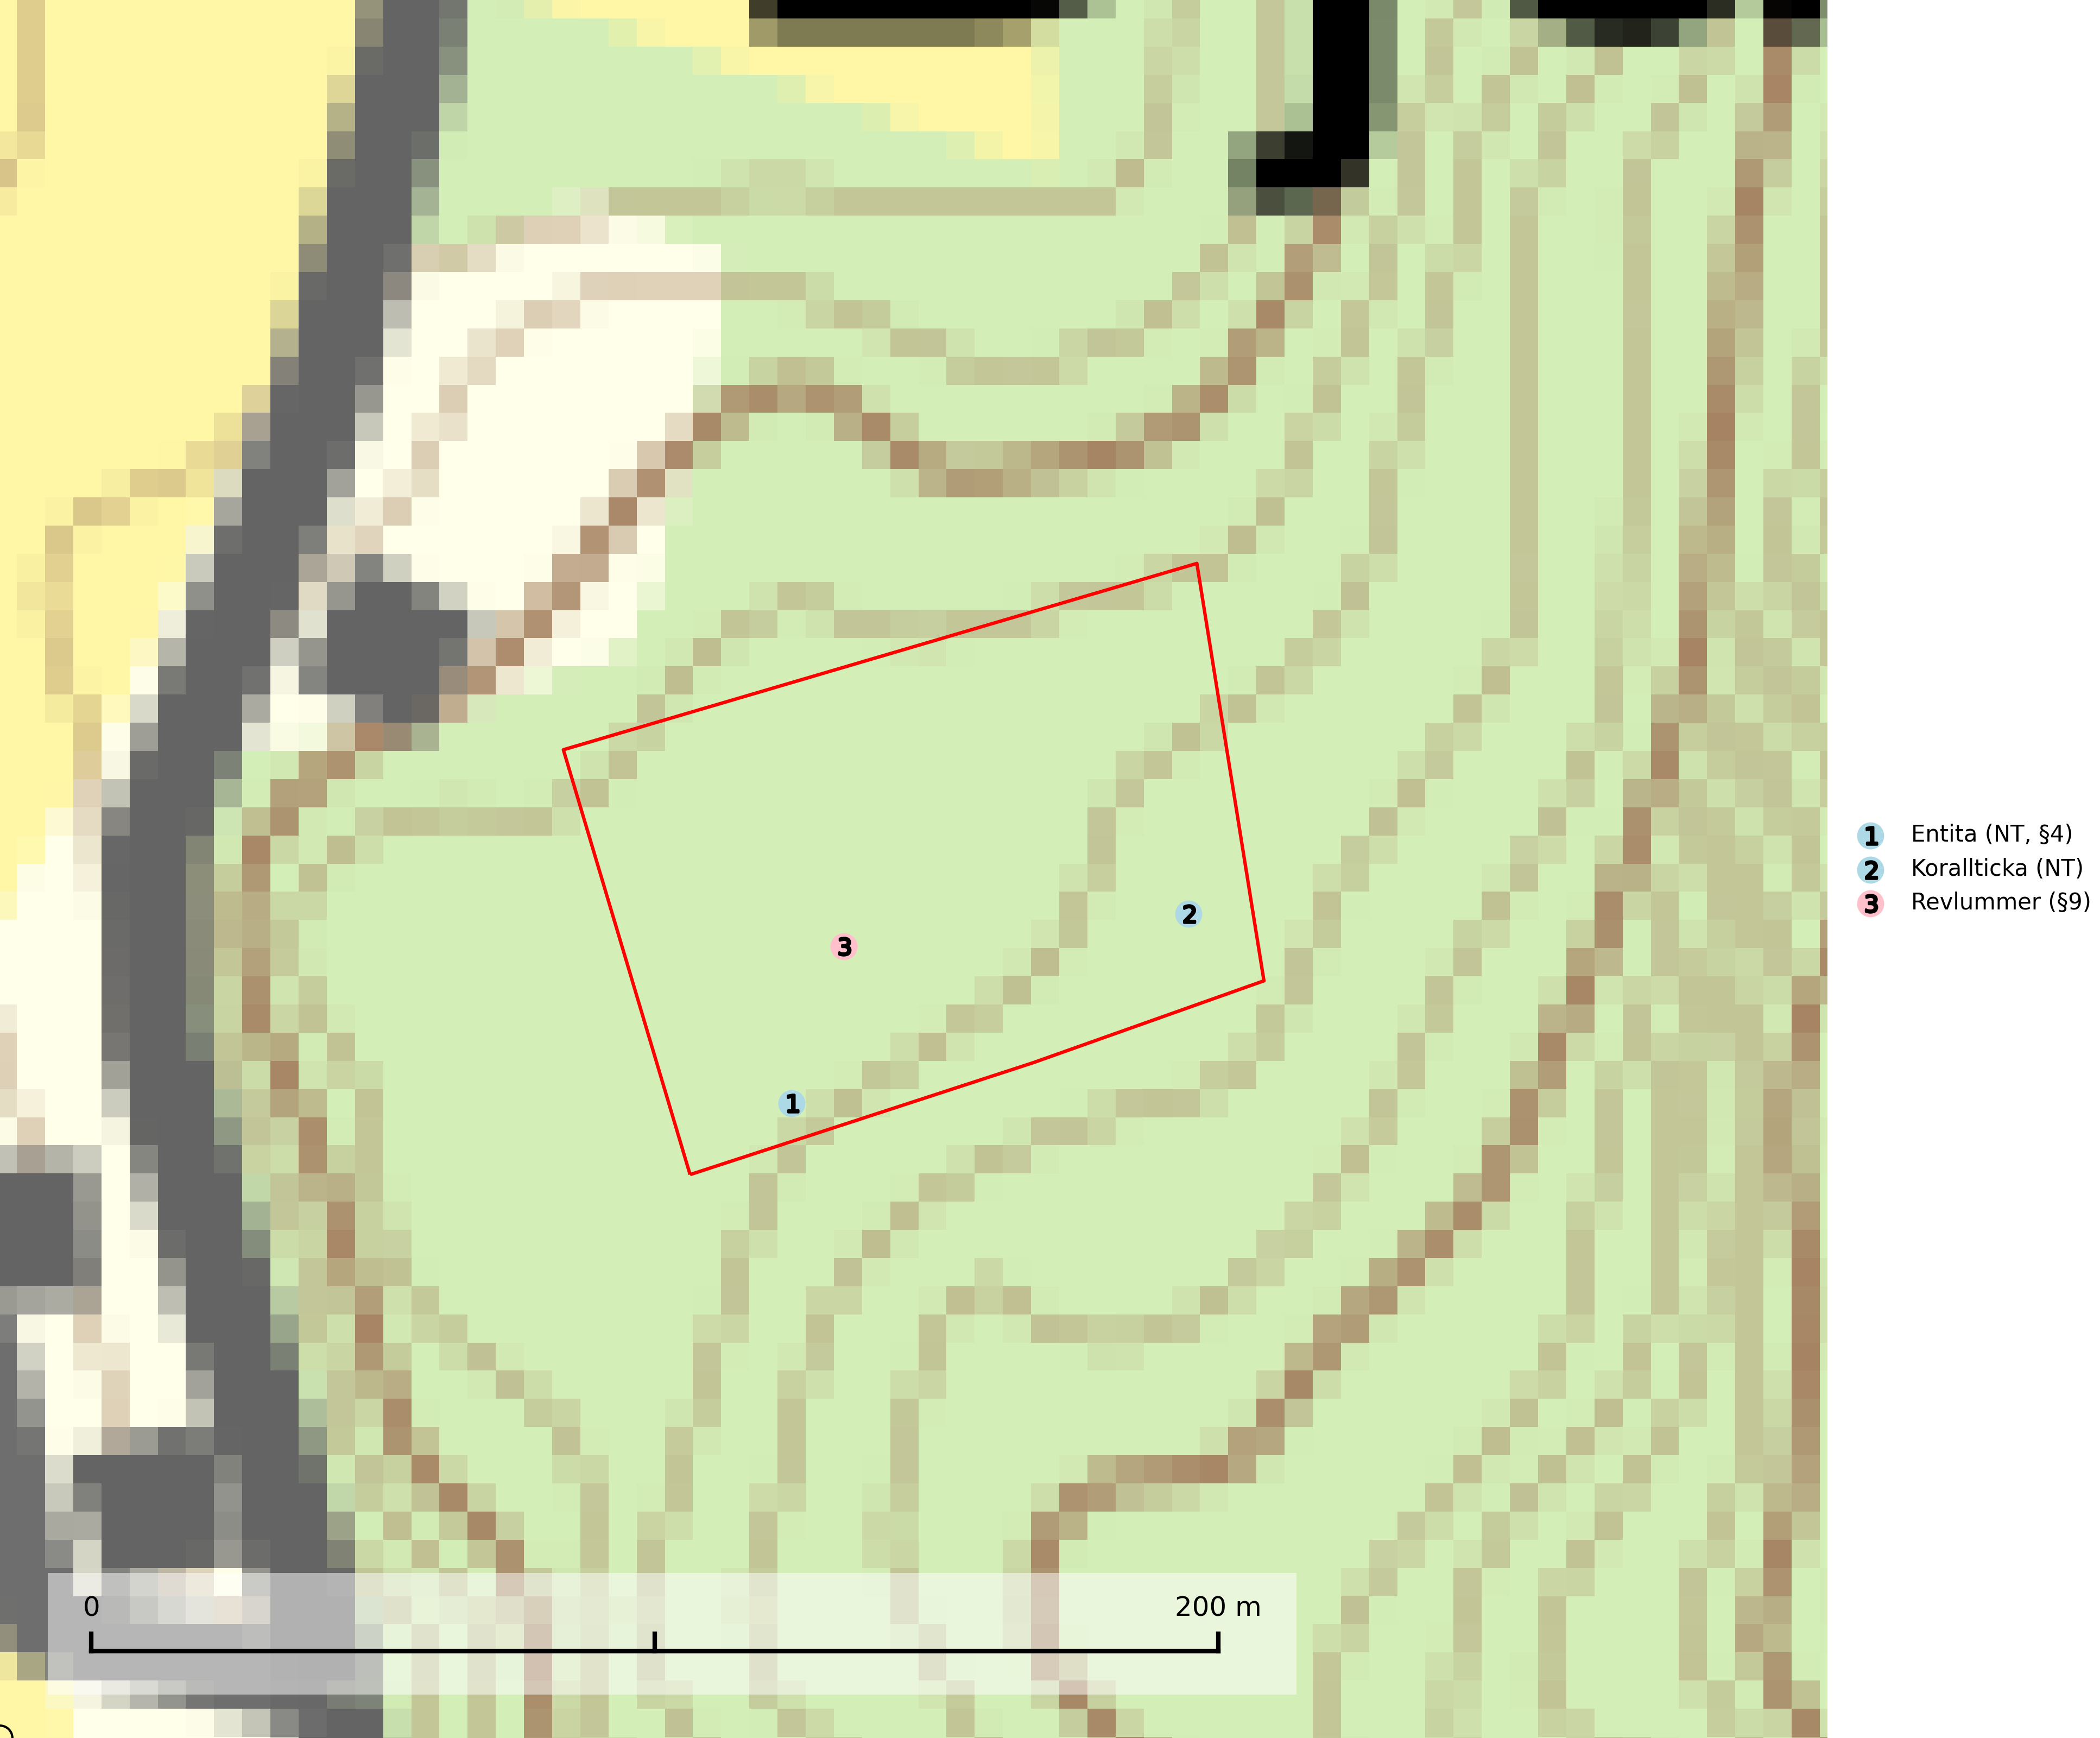 3
2
1
0 200 m
1 Entita (NT, §4)
2 Korallticka (NT)
3 Revlummer (§9)